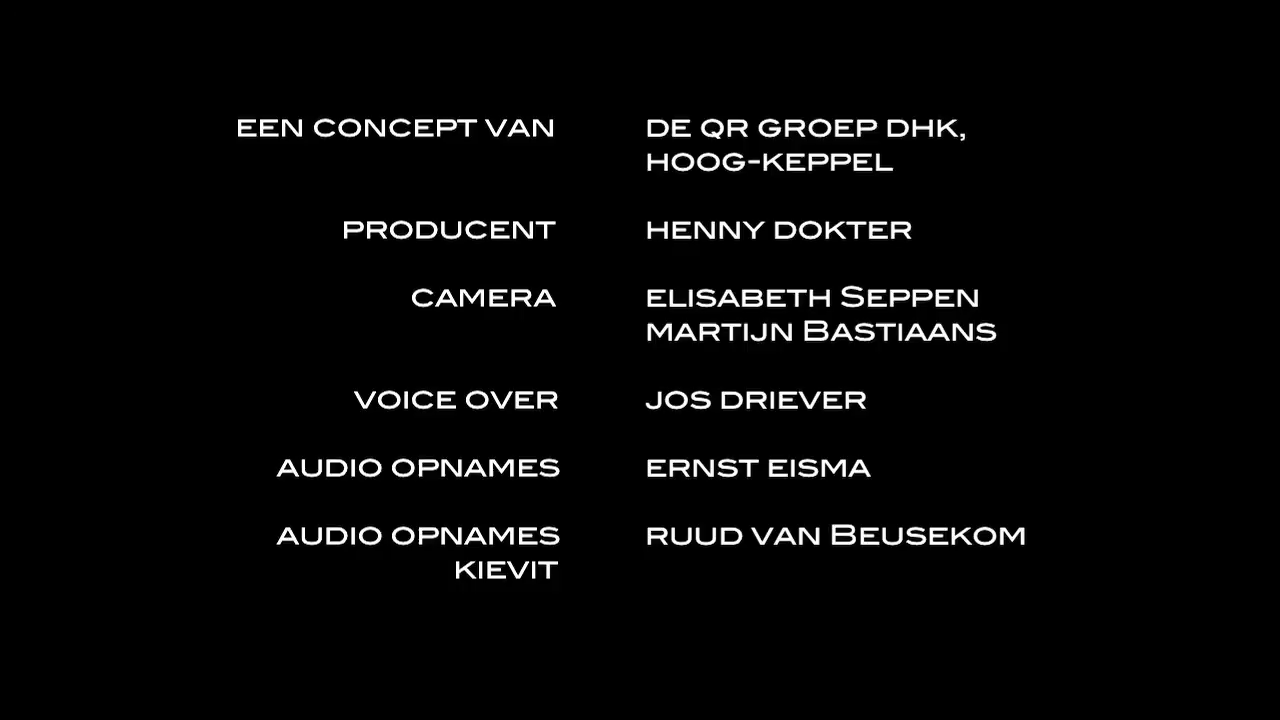 EEN CONCEPT VAN DE QR GROEP DHK,
HOOG-KEPPEL
PRODUCENT HENNY DOKTER
CAMERA ELISABETH SEPPEN
MARTIJN BASTIAANS
VOICE OVER JOS DRIEVER
AUDIO OPNAMES ERNST EISMA
AUDIO OPNAMES RUUD VAN BEUSEKOM
KIEVIT